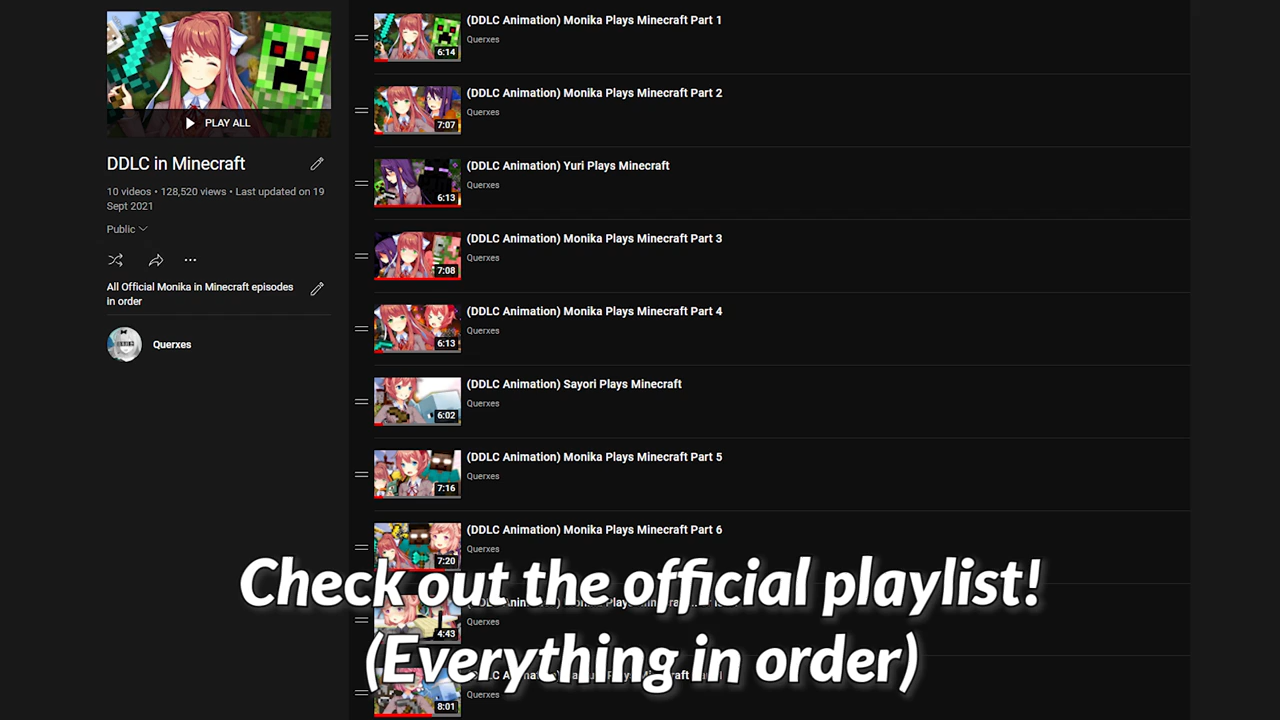 PLAY ALL
DDLC in Minecraft
10 videos • 128,520 views • Last updated on 19
Sept 2021
Public
All Official Monika in Minecraft episodes
in order
Querxes
(DDLC Animation) Monika Plays Minecraft Part 1
Querxes
6:14
(DDLC Animation) Monika Plays Minecraft Part 2
Querxes
7:07
(DDLC Animation) Yuri Plays Minecraft
Querxes
6:13
(DDLC Animation) Monika Plays Minecraft Part 3
Querxes
7:08
(DDLC Animation) Monika Plays Minecraft Part 4
Querxes
6:13
(DDLC Animation) Sayori Plays Minecraft
Querxes
6:02
(DDLC Animation) Monika Plays Minecraft Part 5
Querxes
7:16
(DDLC Animation) Monika Plays Minecraft Part 6
Querxes
7:20
Check out the official playlist!
Querxes
4:43
(Everything in order)
Querxes
8:01